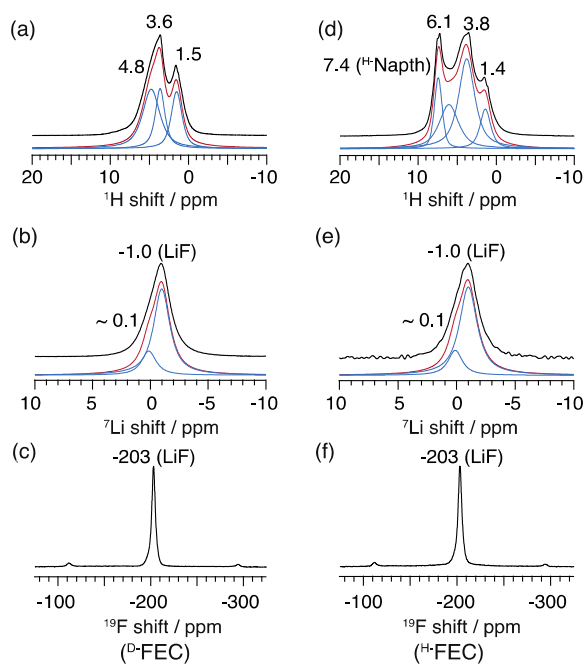 (a)
3.6
4.8
1.5
20 10 0 -10
¹H shift / ppm
(d)
6.1
3.8
7.4 (ᴴ-Napth)
1.4
20 10 0 -10
¹H shift / ppm
(b)
-1.0 (LiF)
~ 0.1
10 5 0 -5 -10
⁷Li shift / ppm
(e)
-1.0 (LiF)
~ 0.1
10 5 0 -5 -10
⁷Li shift / ppm
(c)
-203 (LiF)
-100 -200 -300
¹⁹F shift / ppm
(ᴰ-FEC)
(f)
-203 (LiF)
-100 -200 -300
¹⁹F shift / ppm
(ᴴ-FEC)